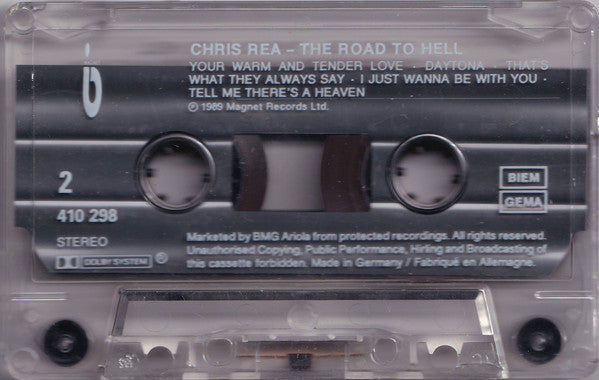 b
CHRIS REA – THE ROAD TO HELL
YOUR WARM AND TENDER LOVE · DAYTONA · THAT'S
WHAT THEY ALWAYS SAY · I JUST WANNA BE WITH YOU ·
TELL ME THERE'S A HEAVEN
℗ 1989 Magnet Records Ltd.
2
410 298
STEREO
DOLBY SYSTEM ®
BIEM
GEMA
Marketed by BMG Ariola from protected recordings. All rights reserved.
Unauthorised Copying, Public Performance, Hirling and Broadcasting of
this cassette forbidden. Made in Germany / Fabriqué en Allemagne.